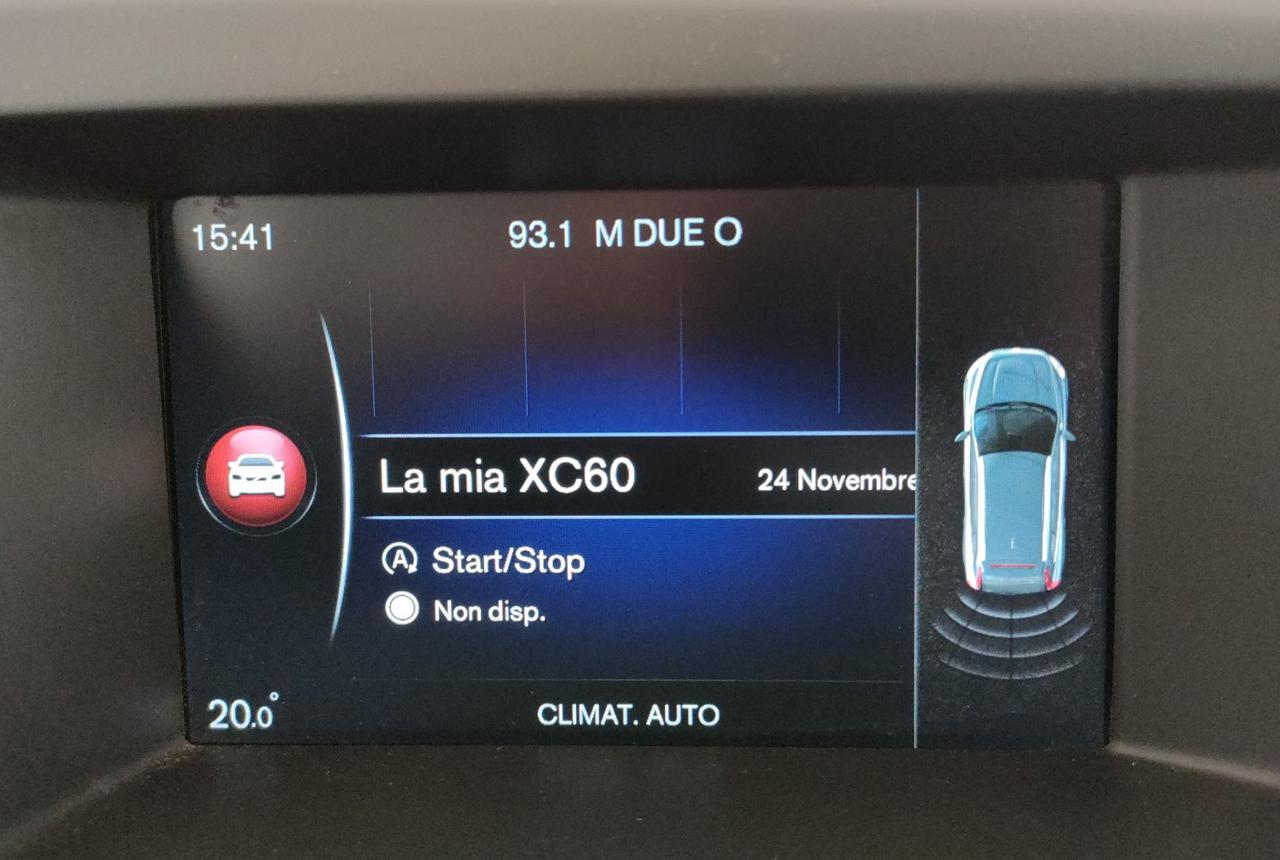 15:41
93.1 M DUE O
La mia XC60
24 Novembre
A Start/Stop
Non disp.
20.0°
CLIMAT. AUTO